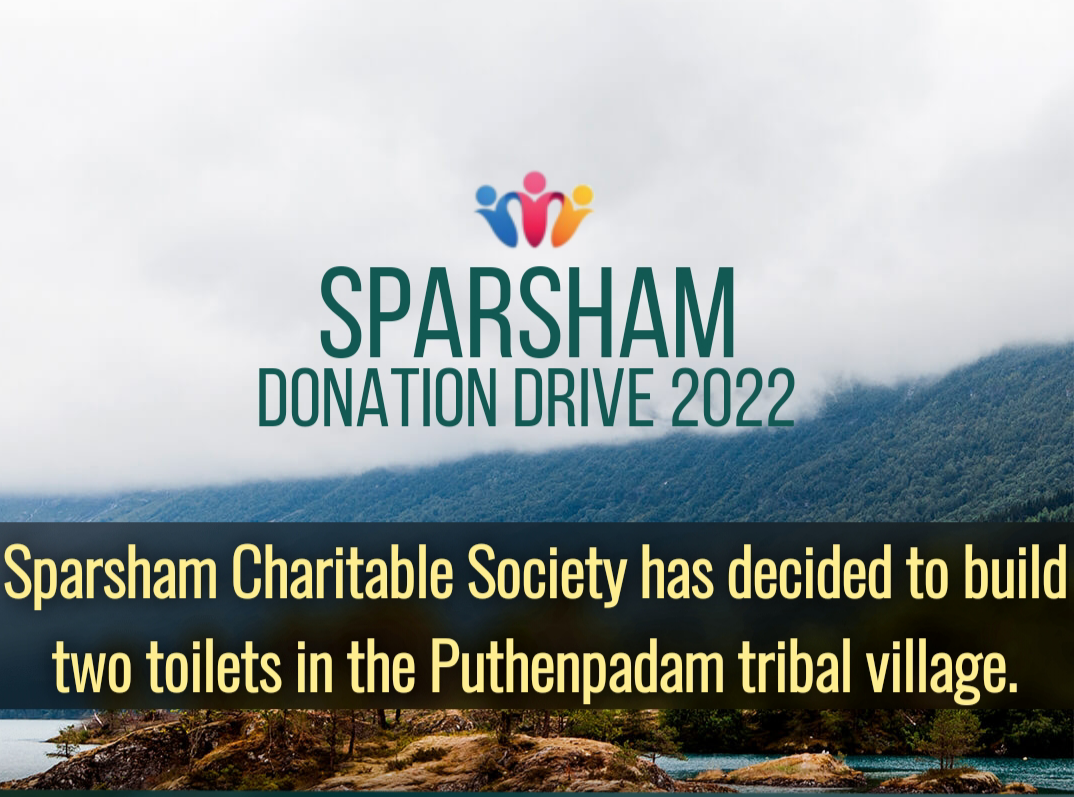 SPARSHAM
DONATION DRIVE 2022
Sparsham Charitable Society has decided to build
two toilets in the Puthenpadam tribal village.